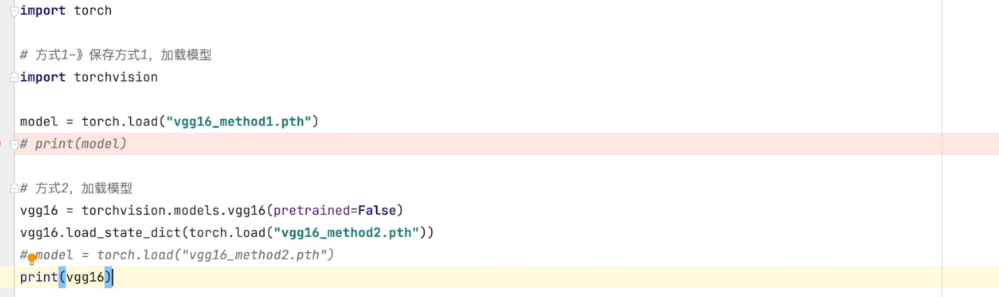 import torch
# 方式1-》保存方式1，加载模型
import torchvision
model = torch.load("vgg16_method1.pth")
# print(model)
# 方式2，加载模型
vgg16 = torchvision.models.vgg16(pretrained=False)
vgg16.load_state_dict(torch.load("vgg16_method2.pth"))
# model = torch.load("vgg16_method2.pth")
print(vgg16)